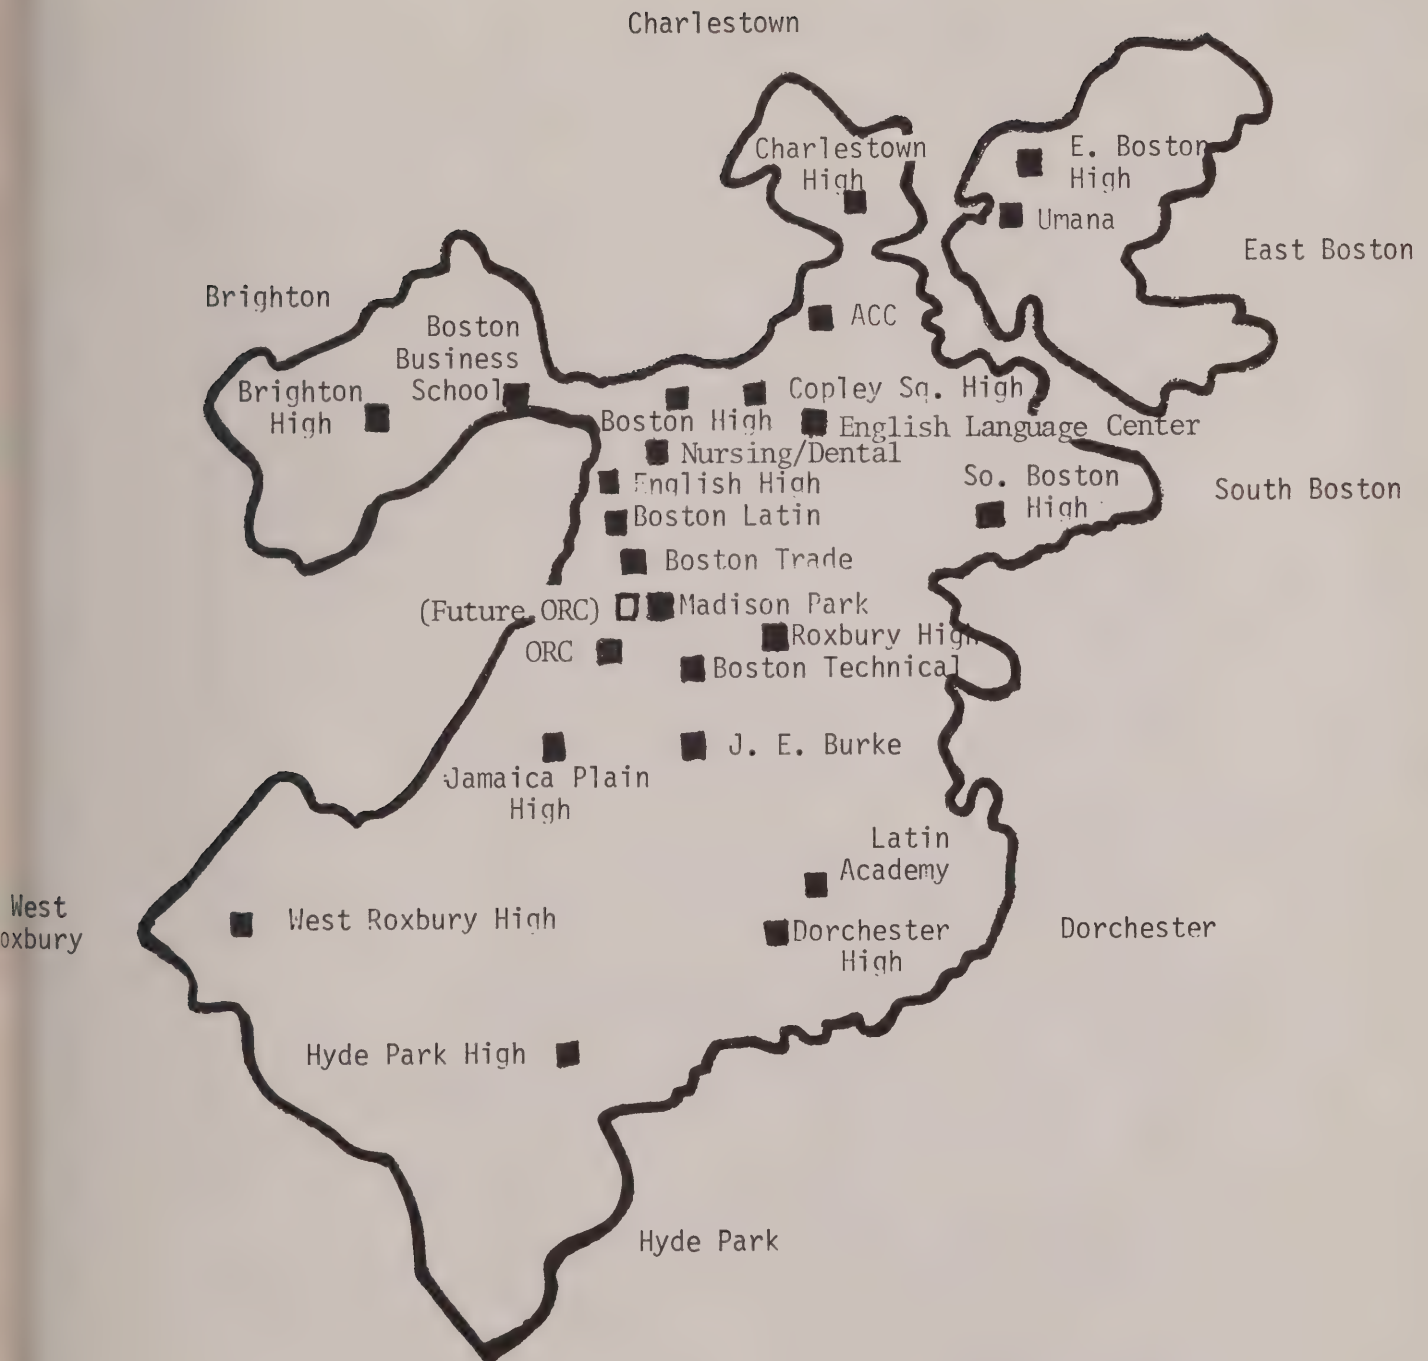 Charlestown
Charlestown
High
E. Boston
High
Umana
East Boston
Brighton
Boston
Business
School
ACC
Brighton
High
Copley Sq. High
Boston High
English Language Center
Nursing/Dental
English High
So. Boston
High
South Boston
Boston Latin
Boston Trade
(Future ORC)
Madison Park
Roxbury High
ORC
Boston Technical
J. E. Burke
Jamaica Plain
High
Latin
Academy
West
oxbury
West Roxbury High
Dorchester
High
Dorchester
Hyde Park High
Hyde Park